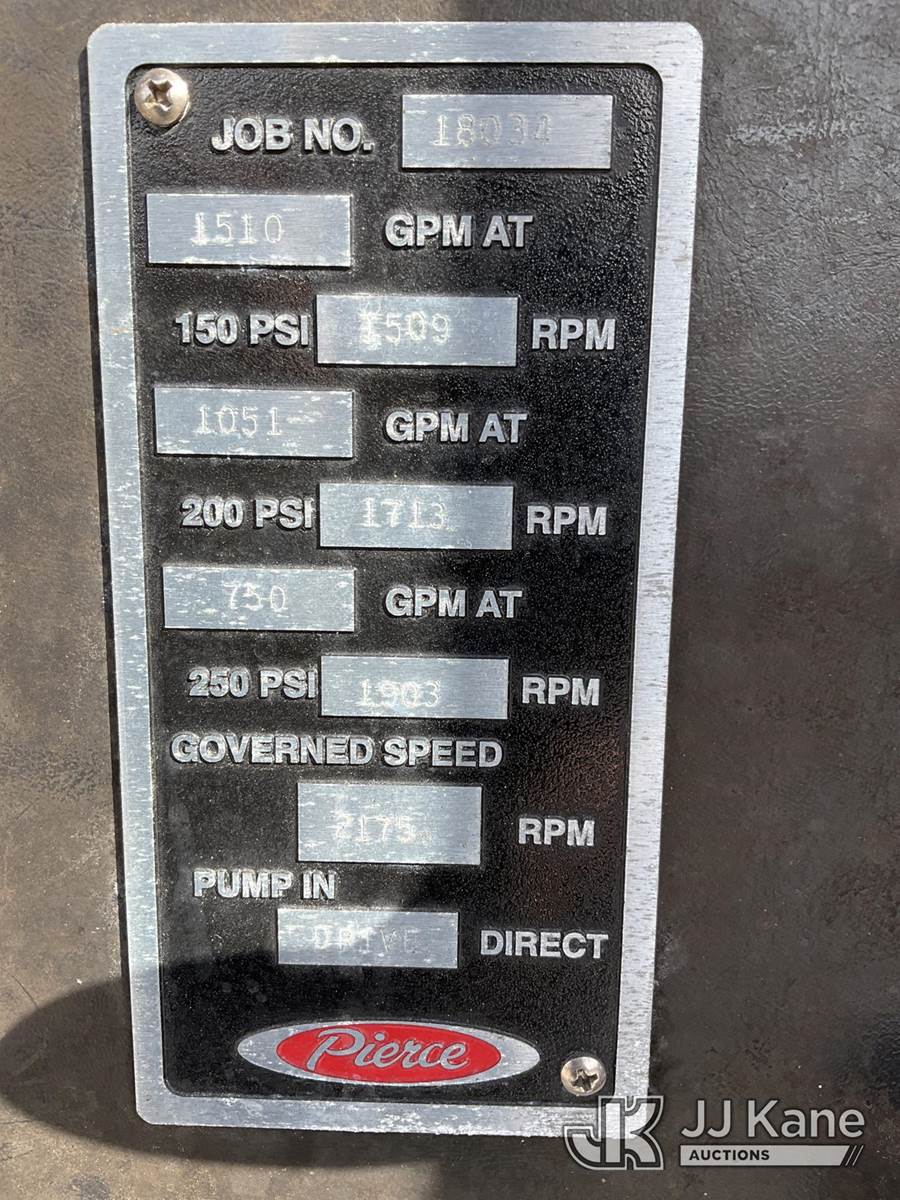 JOB NO. 18034
1510 GPM AT
150 PSI 1509 RPM
1051 GPM AT
200 PSI 1713 RPM
750 GPM AT
250 PSI 1903 RPM
GOVERNED SPEED
2175 RPM
PUMP IN
DRIVE DIRECT
Pierce
JK JJ Kane
AUCTIONS